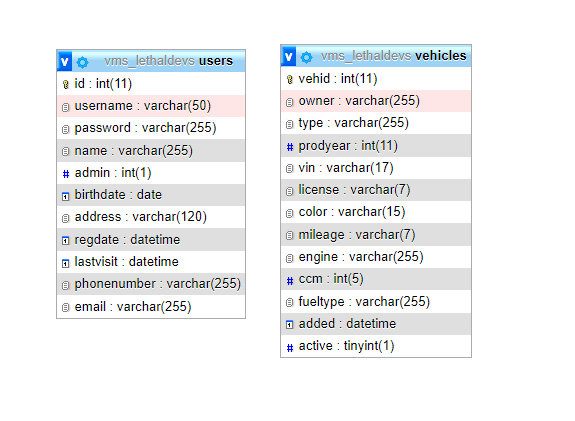 v vms_lethaldevs users
id : int(11)
username : varchar(50)
password : varchar(255)
name : varchar(255)
# admin : int(1)
birthdate : date
address : varchar(120)
regdate : datetime
lastvisit : datetime
phonenumber : varchar(255)
email : varchar(255)
v vms_lethaldevs vehicles
vehid : int(11)
owner : varchar(255)
type : varchar(255)
# prodyear : int(11)
vin : varchar(17)
license : varchar(7)
color : varchar(15)
mileage : varchar(7)
engine : varchar(255)
# ccm : int(5)
fueltype : varchar(255)
added : datetime
# active : tinyint(1)